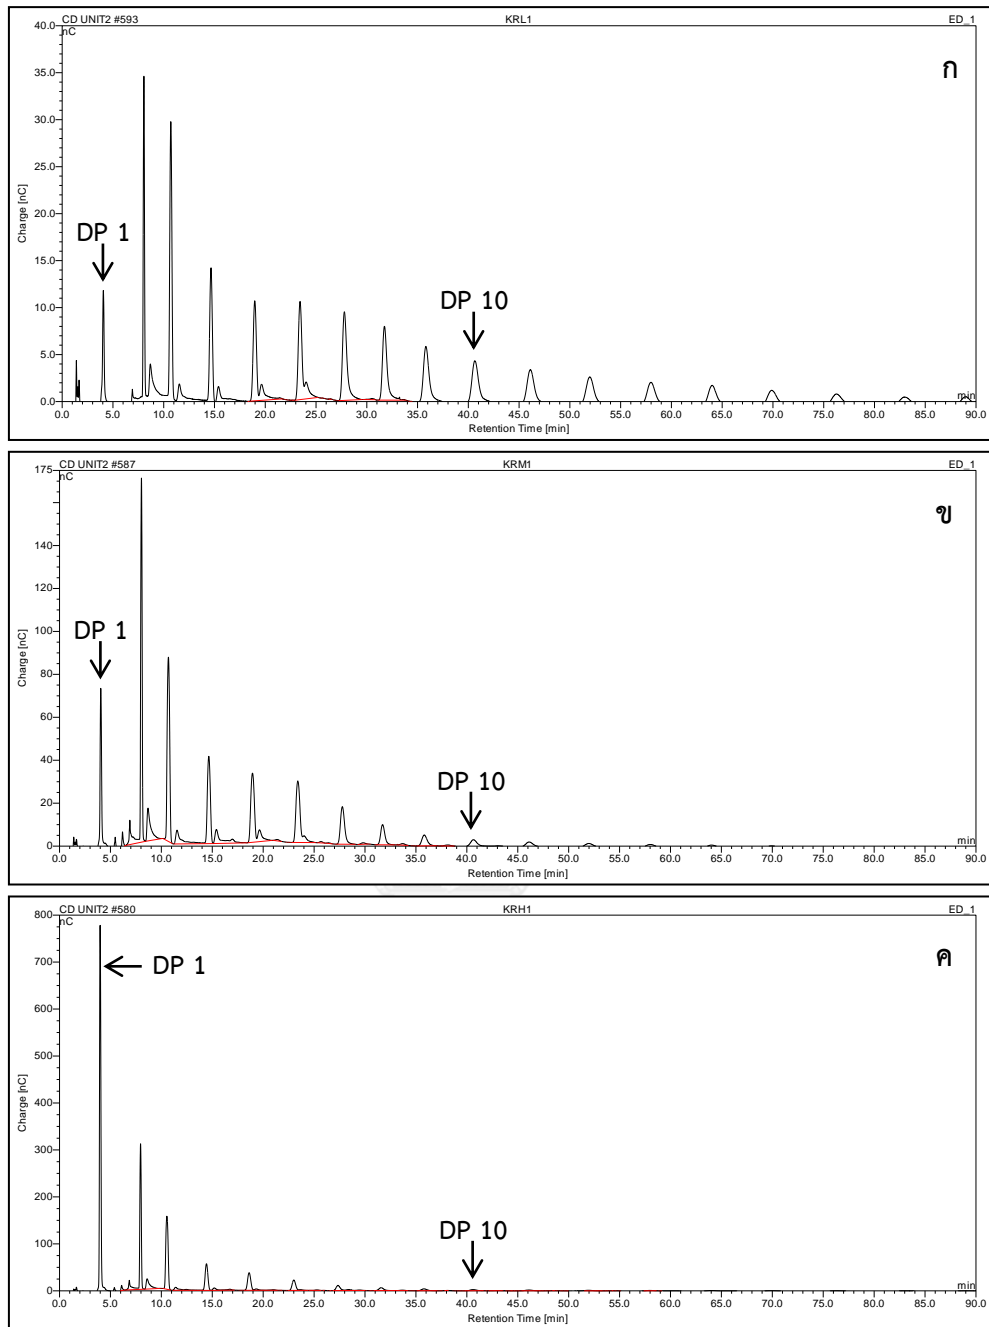 CD UNIT2 #593 KRL1 ED_1
nC
40.0
35.0
30.0
25.0
20.0
15.0
10.0
5.0
0.0
Charge [nC]
ก
DP 1
DP 10
min
0.0 5.0 10.0 15.0 20.0 25.0 30.0 35.0 40.0 45.0 50.0 55.0 60.0 65.0 70.0 75.0 80.0 85.0 90.0
Retention Time [min]
CD UNIT2 #587 KRM1 ED_1
nC
175
140
120
100
80
60
40
20
0
Charge [nC]
ข
DP 1
DP 10
min
0.0 5.0 10.0 15.0 20.0 25.0 30.0 35.0 40.0 45.0 50.0 55.0 60.0 65.0 70.0 75.0 80.0 85.0 90.0
Retention Time [min]
CD UNIT2 #580 KRH1 ED_1
nC
800
700
600
500
400
300
200
100
0
Charge [nC]
ค
DP 1
DP 10
min
0.0 5.0 10.0 15.0 20.0 25.0 30.0 35.0 40.0 45.0 50.0 55.0 60.0 65.0 70.0 75.0 80.0 85.0 90.0
Retention Time [min]